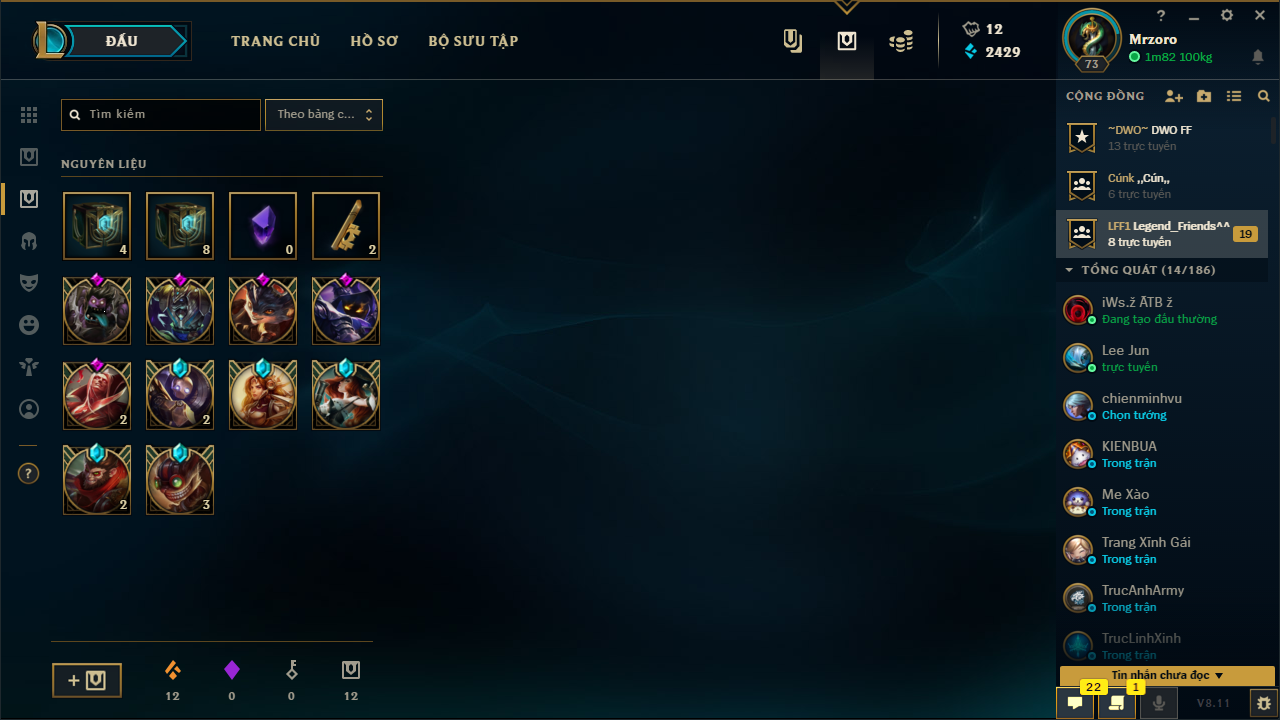 ĐẤU
TRANG CHỦ
HỒ SƠ
BỘ SƯU TẬP
12
2429
?
73
Mrzoro
1m82 100kg
Tìm kiếm
Theo bảng c...
NGUYÊN LIỆU
4
8
0
2
2
2
2
3
?
12
0
0
12
CỘNG ĐỒNG
~DWO~ DWO FF
13 trực tuyến
Cúnk ,,Cún,,
6 trực tuyến
LFF1 Legend_Friends^^
8 trực tuyến
19
TỔNG QUÁT (14/186)
iWs.ž ÃTB ž
Đang tạo đấu thường
Lee Jun
trực tuyến
chienminhvu
Chọn tướng
KIENBUA
Trong trận
Me Xào
Trong trận
Trang Xĩnh Gái
Trong trận
TrucAnhArmy
Trong trận
TrucLinhXinh
Trong trận
Tin nhắn chưa đọc
22
1
V8.11